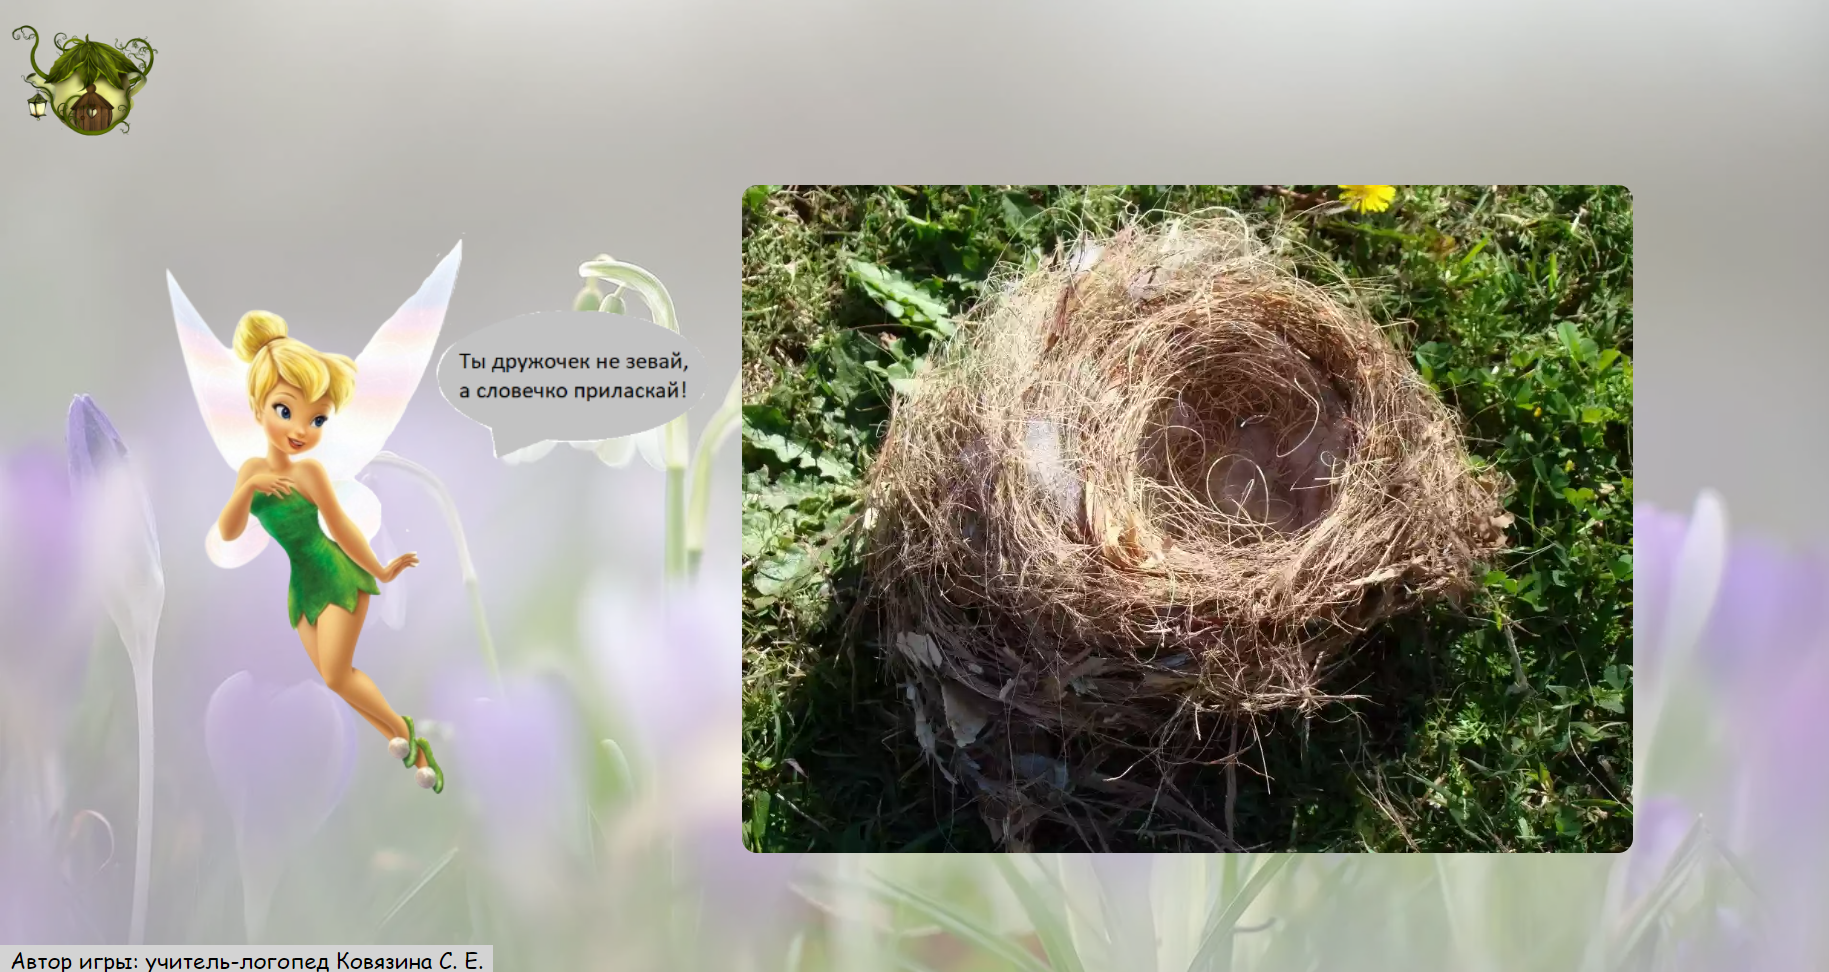 Ты дружочек не зевай,
а словечко приласкай!
Автор игры: учитель-логопед Ковязина С. Е.